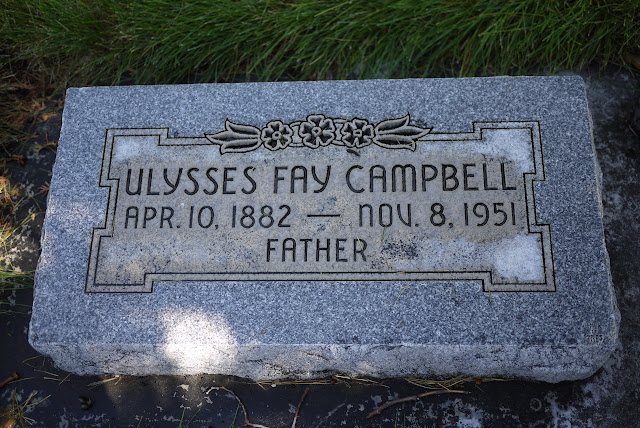 ULYSSES FAY CAMPBELL
APR. 10, 1882 — NOV. 8, 1951
FATHER